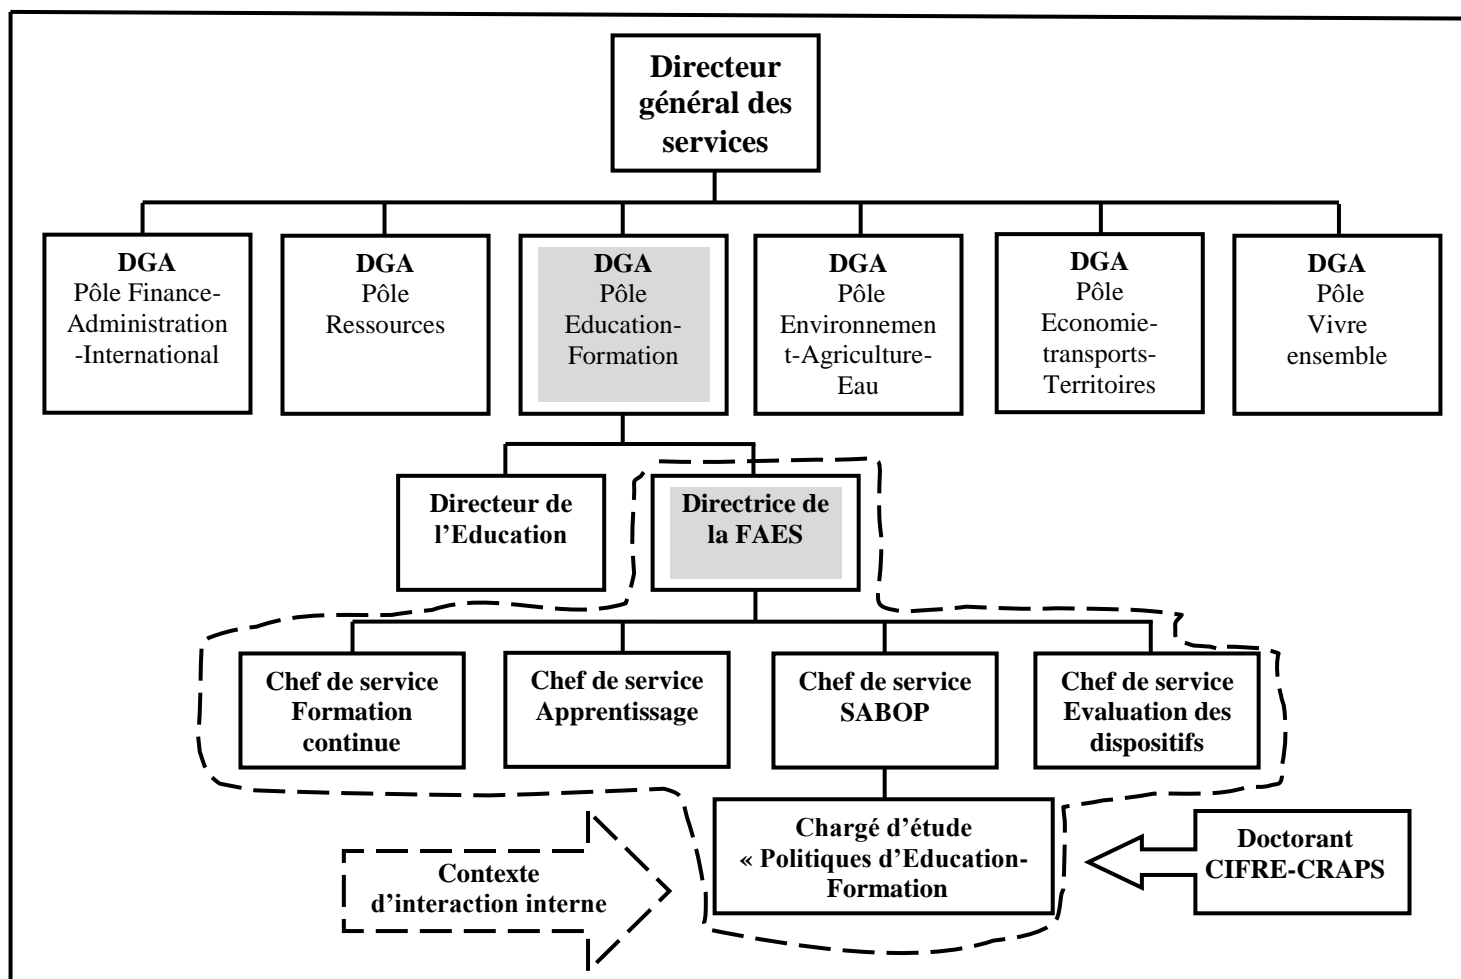 Directeur
général des
services
DGA
Pôle Finance-
Administration
-International
DGA
Pôle
Ressources
DGA
Pôle
Education-
Formation
DGA
Pôle
Environnemen
t-Agriculture-
Eau
DGA
Pôle
Economie-
transports-
Territoires
DGA
Pôle
Vivre
ensemble
Directeur de
l’Education
Directrice de
la FAES
Chef de service
Formation
continue
Chef de service
Apprentissage
Chef de service
SABOP
Chef de service
Evaluation des
dispositifs
Chargé d’étude
« Politiques d’Education-
Formation
Contexte
d’interaction interne
Doctorant
CIFRE-CRAPS